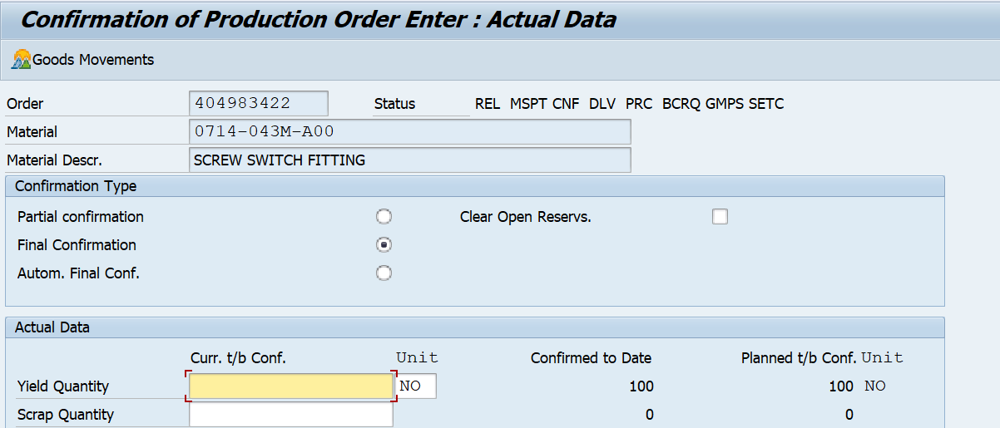 Confirmation of Production Order Enter : Actual Data
Goods Movements
Order 404983422 Status REL MSPT CNF DLV PRC BCRQ GMPS SETC
Material 0714-043M-A00
Material Descr. SCREW SWITCH FITTING
Confirmation Type
Partial confirmation Clear Open Reservs.
Final Confirmation
Autom. Final Conf.
Actual Data
Curr. t/b Conf. Unit Confirmed to Date Planned t/b Conf. Unit
Yield Quantity NO 100 100 NO
Scrap Quantity 0 0